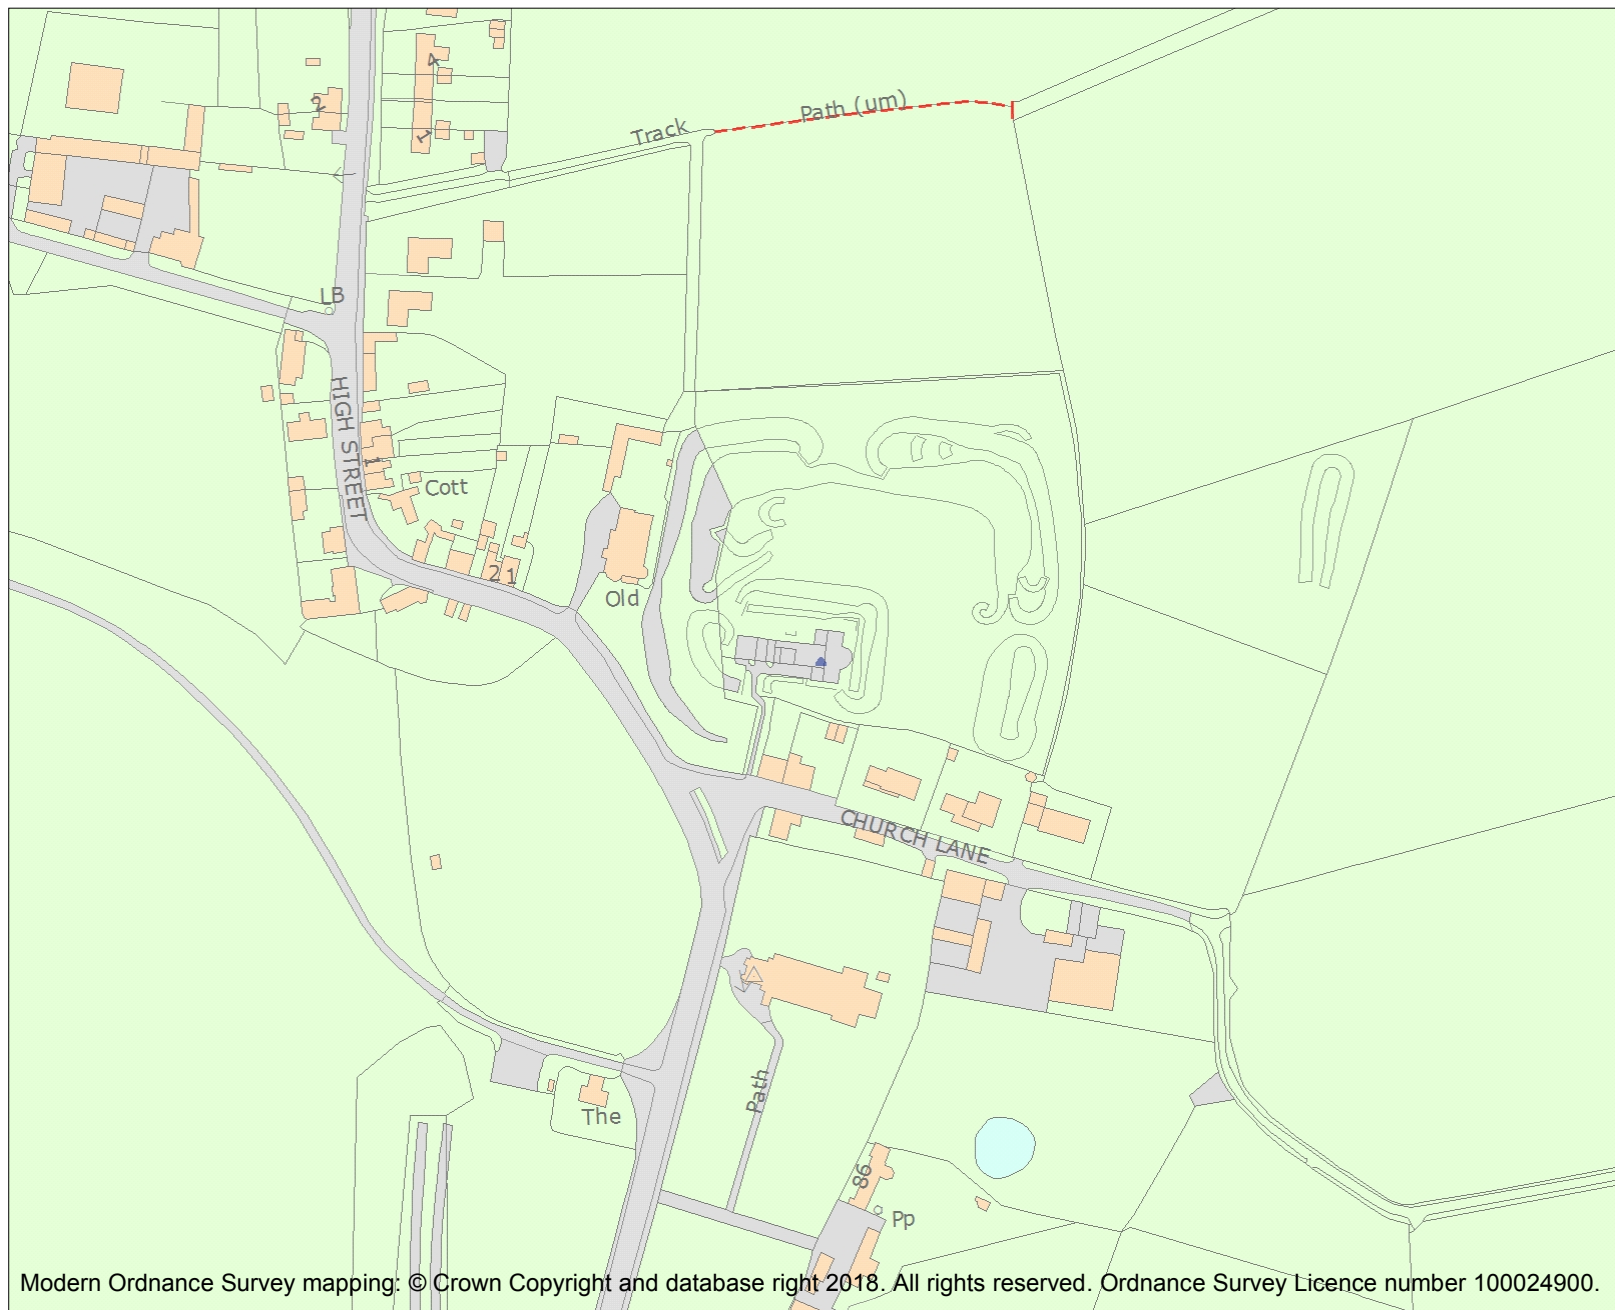 4
2
1
Track
Path (um)
LB
HIGH STREET
1
Cott
2 1
Old
CHURCH LANE
Path
The
86
Pp
Modern Ordnance Survey mapping: © Crown Copyright and database right 2018. All rights reserved. Ordnance Survey Licence number 100024900.